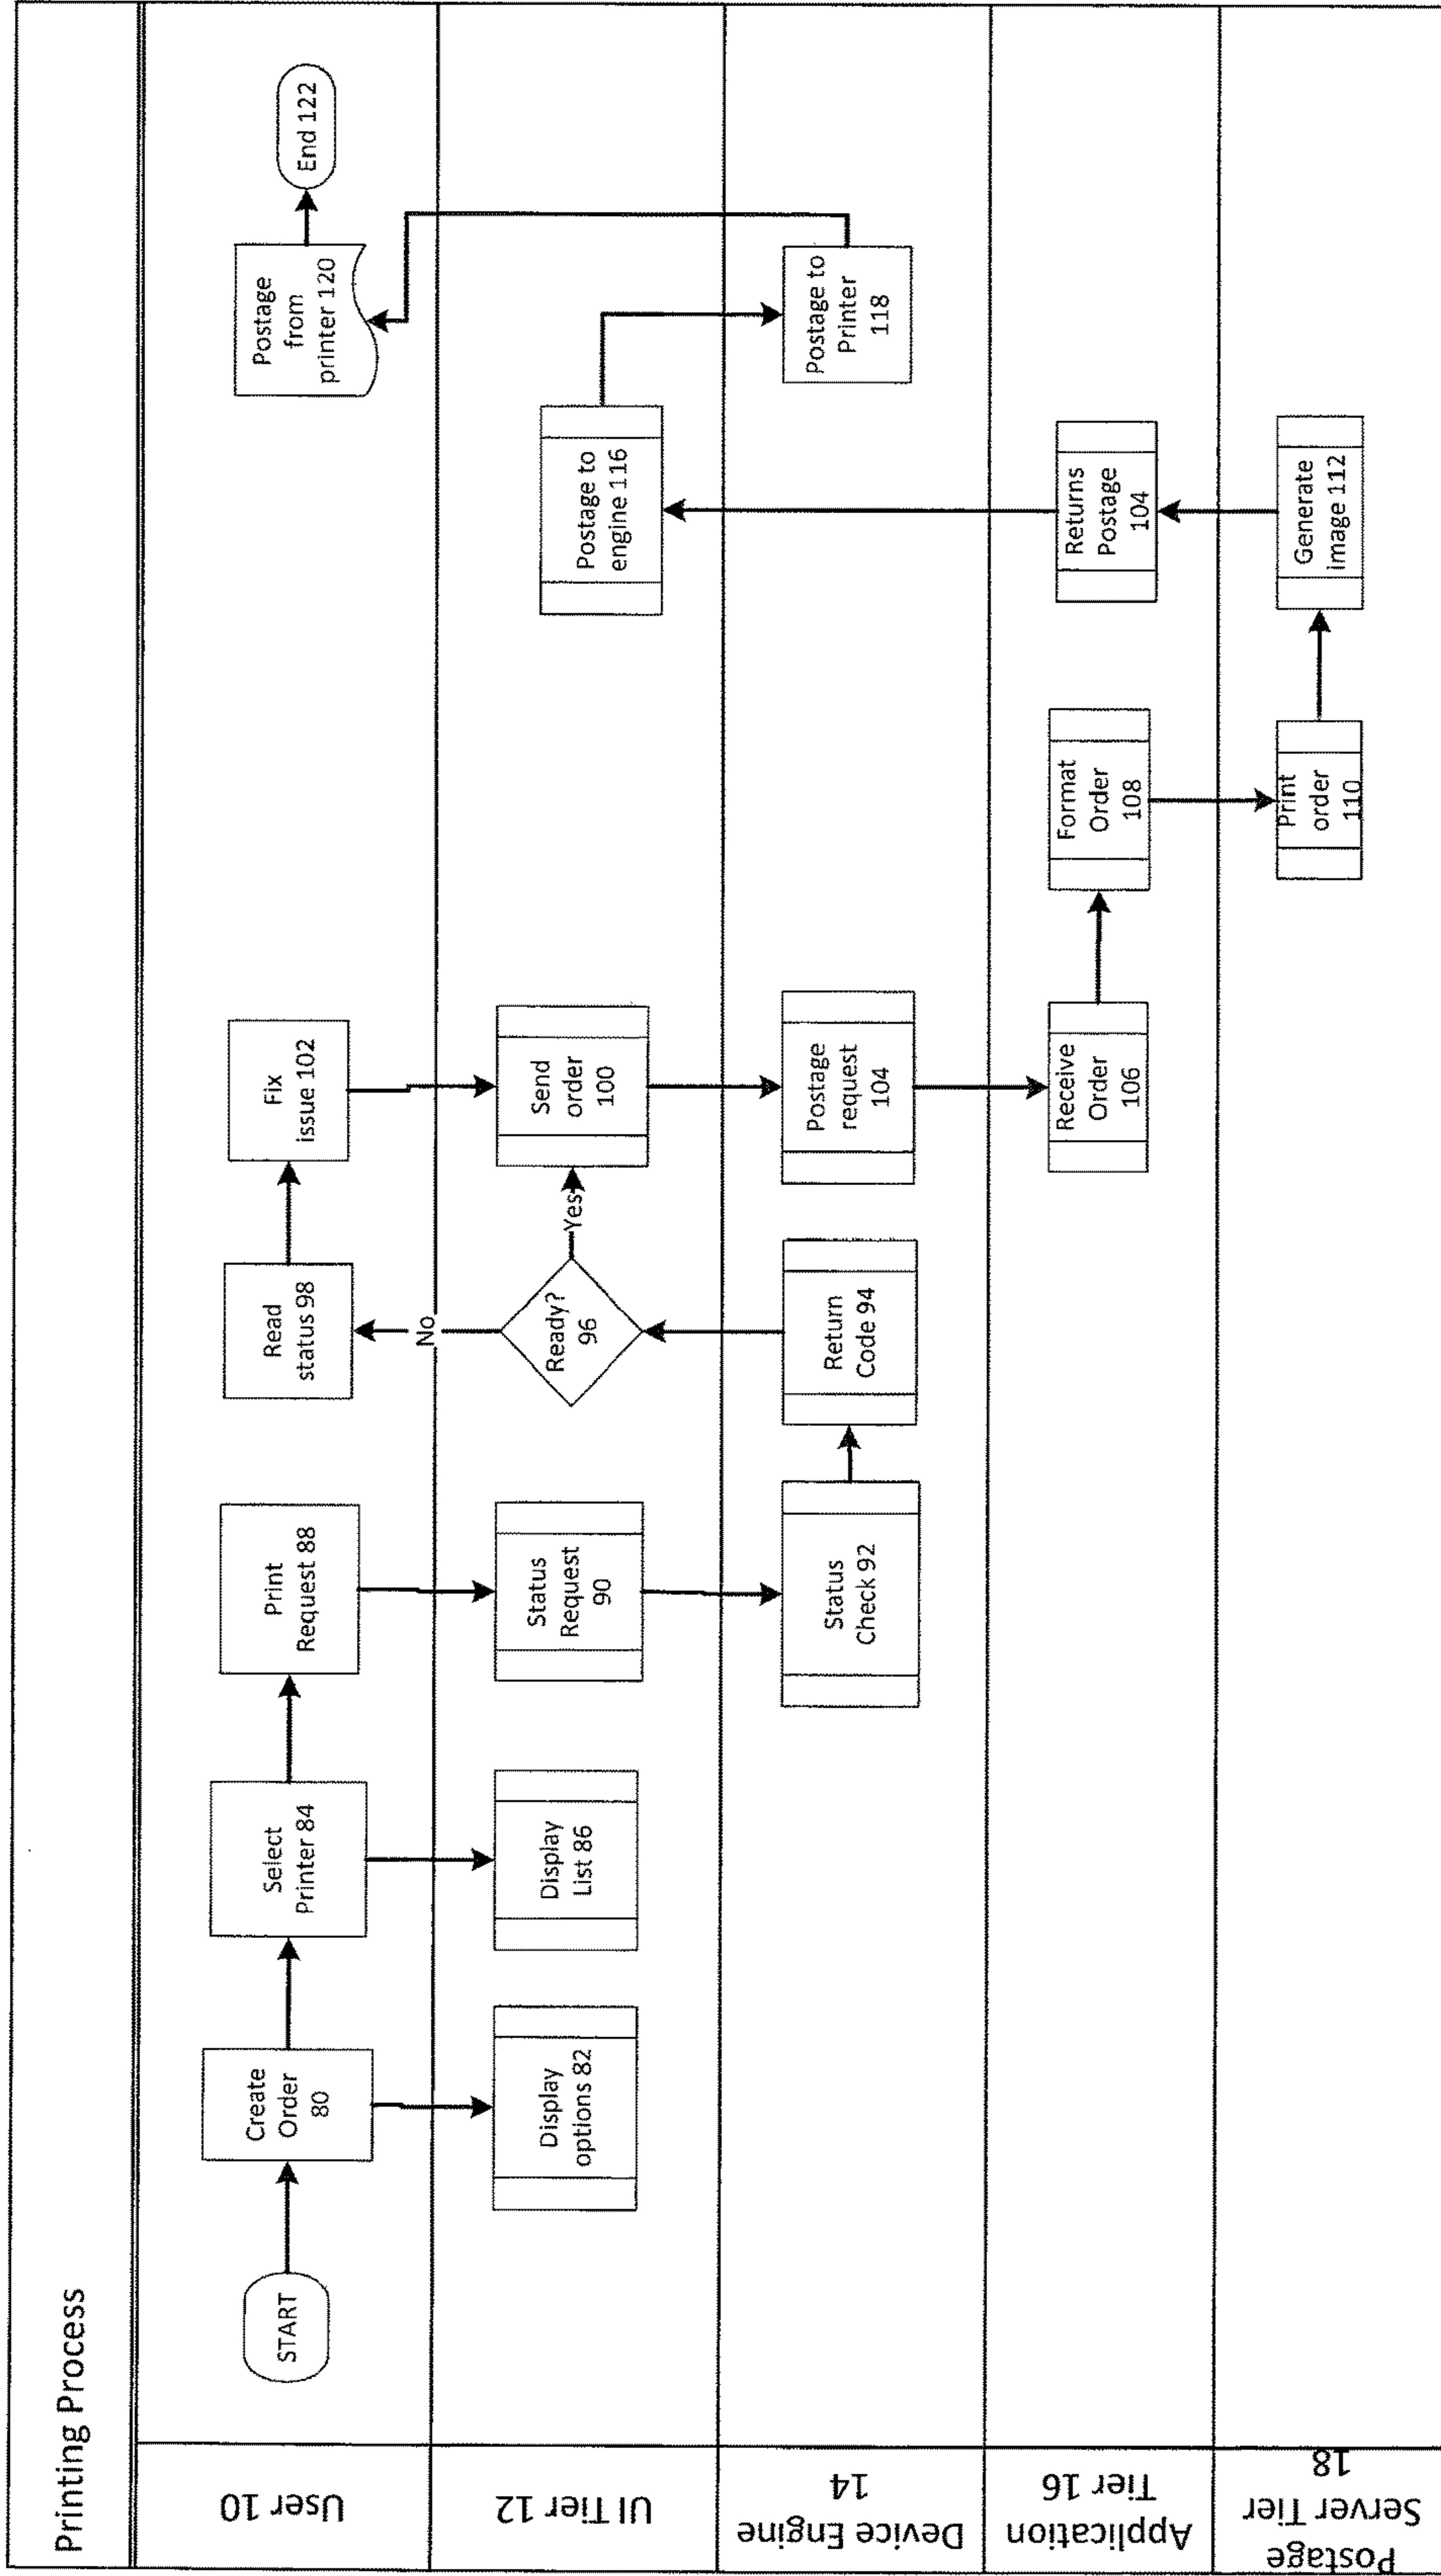 Printing Process
User 10
START
Create
Order
80
Select
Printer 84
Print
Request 88
Read
status 98
Fix
issue 102
Postage
from
printer 120
End 122
UI Tier 12
Display
options 82
Display
List 86
Status
Request
90
Ready?
96
No
Yes
Send
order
100
Postage to
engine 116
Device Engine
14
Status
Check 92
Return
Code 94
Postage
request
104
Postage to
Printer
118
Application
Tier 16
Receive
Order
106
Format
Order
108
Returns
Postage
104
Postage
Server Tier
18
Print
order
110
Generate
image 112